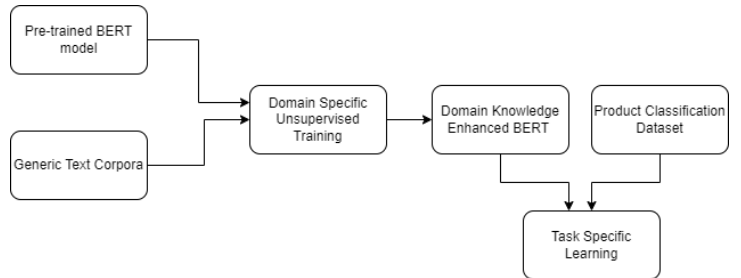 Pre-trained BERT
model
Generic Text Corpora
Domain Specific
Unsupervised
Training
Domain Knowledge
Enhanced BERT
Product Classification
Dataset
Task Specific
Learning